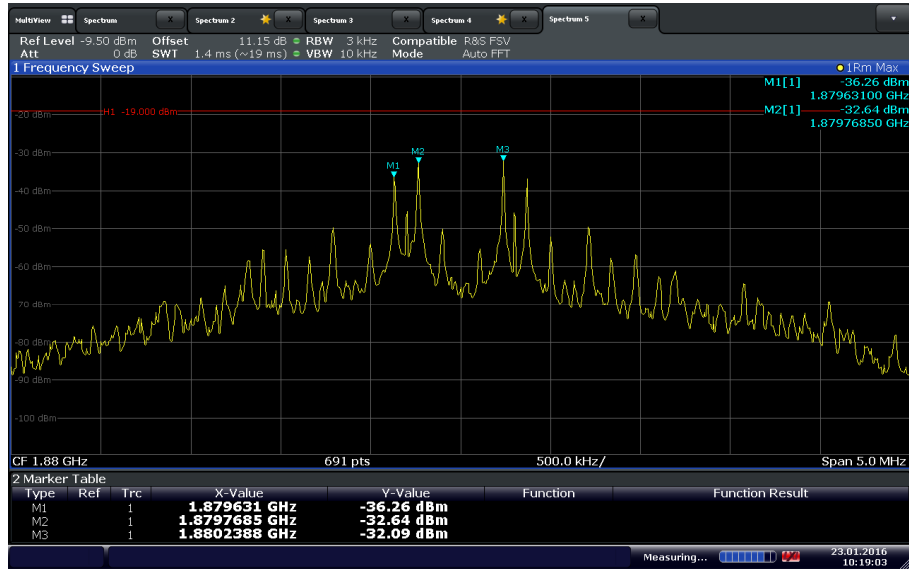 MultiView Spectrum X Spectrum 2 X Spectrum 3 X Spectrum 4 X Spectrum 5 X
Ref Level -9.50 dBm Offset 11.15 dB RBW 3 kHz Compatible R&S FSV
Att 0 dB SWT 1.4 ms (~19 ms) VBW 10 kHz Mode Auto FFT
1 Frequency Sweep 1Rm Max
M1[1] -36.26 dBm
1.87963100 GHz
M2[1] -32.64 dBm
1.87976850 GHz
H1 -19.000 dBm
-20 dBm
-30 dBm
M1
M2
M3
-40 dBm
-50 dBm
-60 dBm
-70 dBm
-80 dBm
-90 dBm
-100 dBm
CF 1.88 GHz 691 pts 500.0 kHz/ Span 5.0 MHz
2 Marker Table
Type Ref Trc X-Value Y-Value Function Function Result
M1 1 1.879631 GHz -36.26 dBm
M2 1 1.8797685 GHz -32.64 dBm
M3 1 1.8802388 GHz -32.09 dBm
Measuring... 23.01.2016
10:19:03